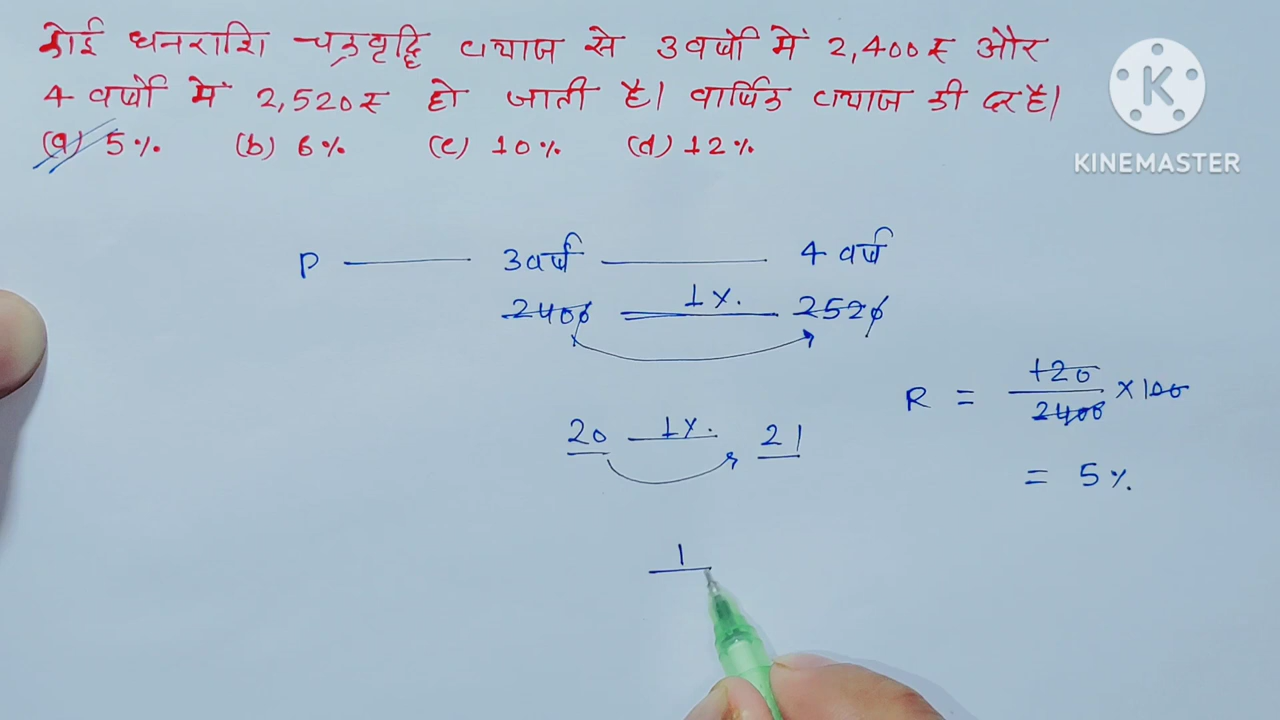 कोई धनराशि चक्रवृद्धि ब्याज से 3 वर्षो में 2,400 ₹ और
4 वर्षो में 2,520 ₹ हो जाती है। वार्षिक ब्याज की दर है।
(a) 5% (b) 6% (c) 10% (d) 12%
K
KINEMASTER
P 3 वर्ष 4 वर्ष
2400 1 Y. 2520
R = 120/2400 × 100
20 1 Y. 21
= 5%
1